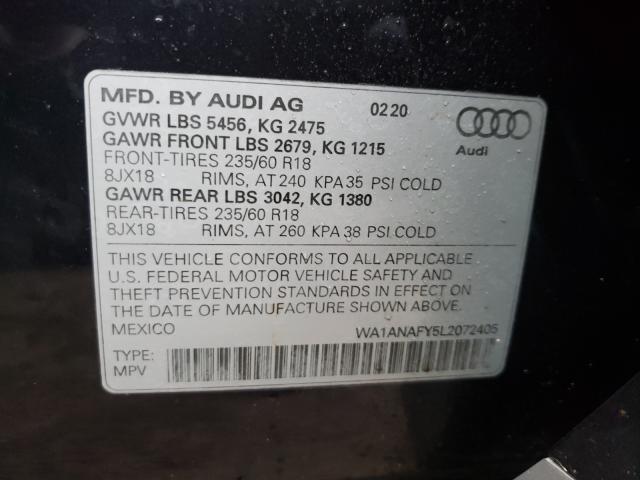 MFD. BY AUDI AG 0220
GVWR LBS 5456, KG 2475
GAWR FRONT LBS 2679, KG 1215
FRONT-TIRES 235/60 R18
8JX18 RIMS, AT 240 KPA 35 PSI COLD
GAWR REAR LBS 3042, KG 1380
REAR-TIRES 235/60 R18
8JX18 RIMS, AT 260 KPA 38 PSI COLD
Audi
THIS VEHICLE CONFORMS TO ALL APPLICABLE
U.S. FEDERAL MOTOR VEHICLE SAFETY AND
THEFT PREVENTION STANDARDS IN EFFECT ON
THE DATE OF MANUFACTURE SHOWN ABOVE.
MEXICO WA1ANAFY5L2072405
TYPE:
MPV